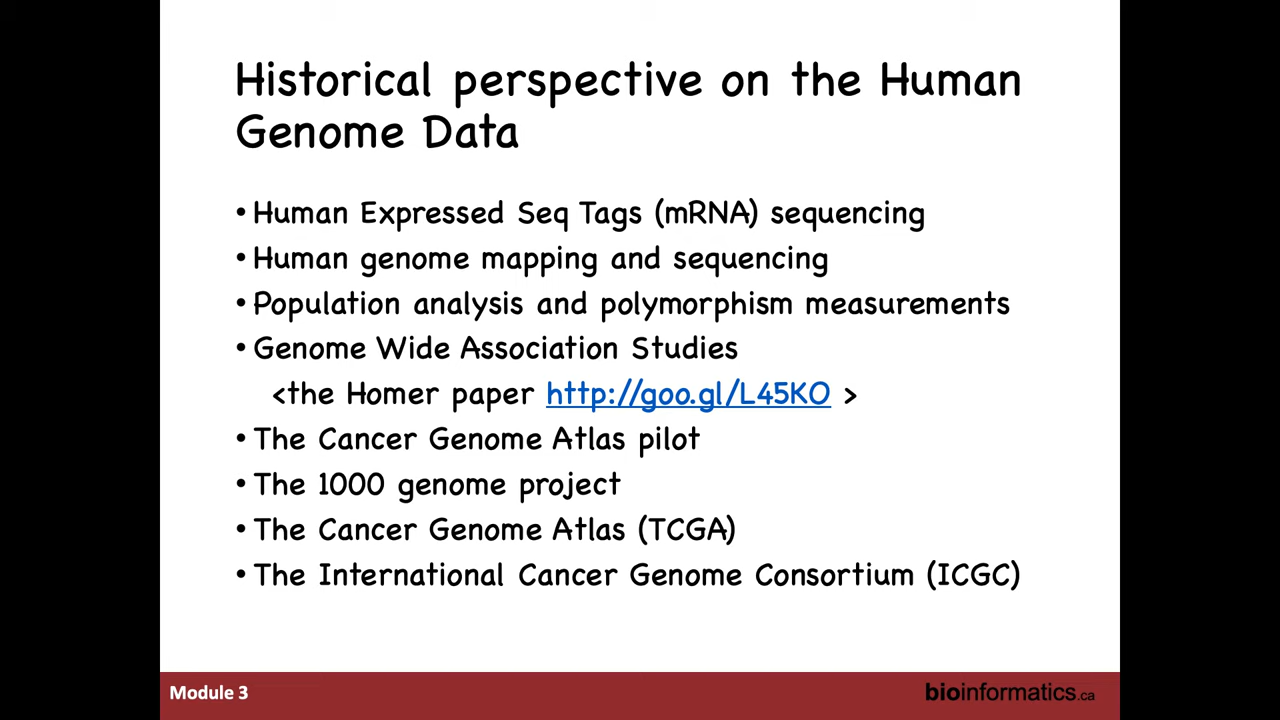 Historical perspective on the Human
Genome Data
• Human Expressed Seq Tags (mRNA) sequencing
• Human genome mapping and sequencing
• Population analysis and polymorphism measurements
• Genome Wide Association Studies
<the Homer paper http://goo.gl/L45KO >
• The Cancer Genome Atlas pilot
• The 1000 genome project
• The Cancer Genome Atlas (TCGA)
• The International Cancer Genome Consortium (ICGC)
Module 3
bioinformatics.ca